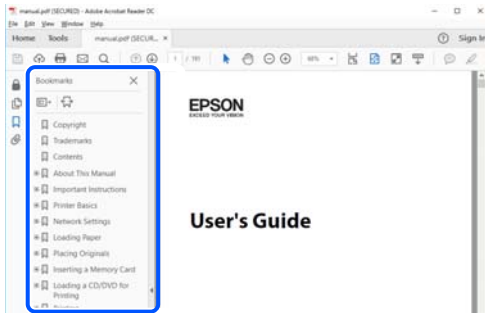 manual.pdf (SECURED) - Adobe Acrobat Reader DC
File Edit View Window Help
Home Tools manual.pdf (SECUR... ×
Sign In
Bookmarks
EPSON
EXCEED YOUR VISION
Copyright
Trademarks
Contents
About This Manual
Important Instructions
Printer Basics
User's Guide
Network Settings
Loading Paper
Placing Originals
Inserting a Memory Card
Loading a CD/DVD for
Printing